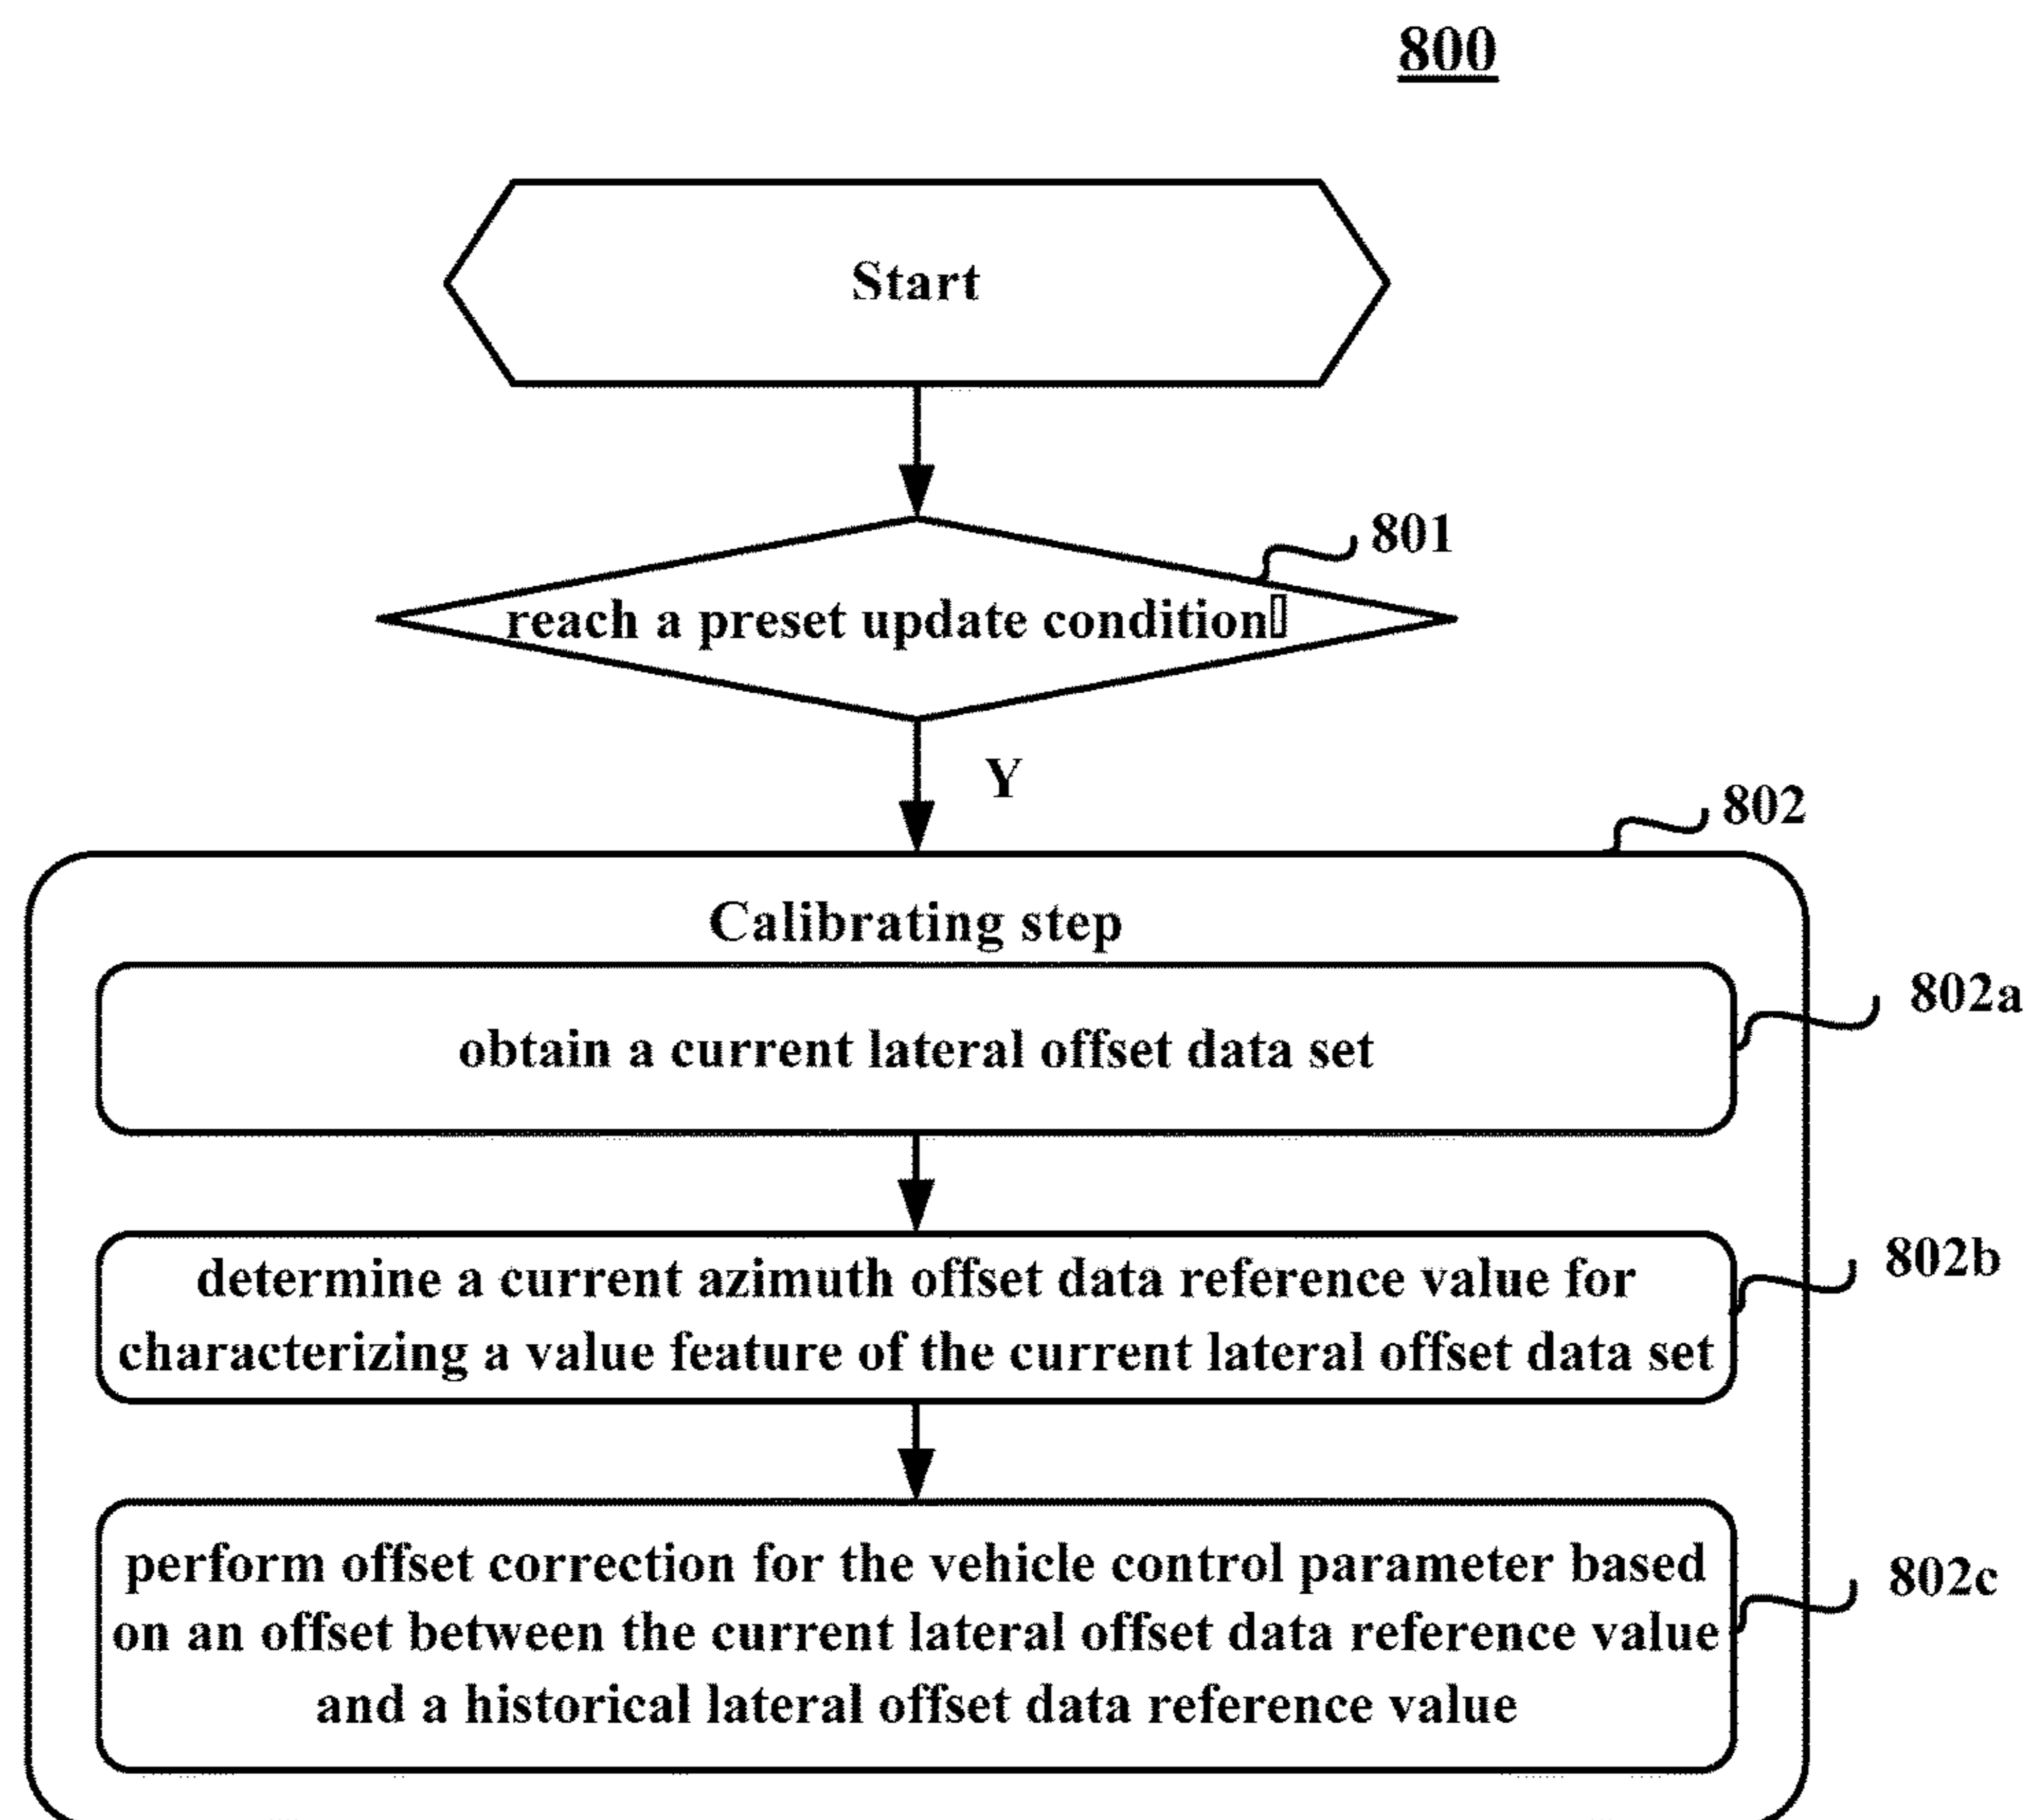 800
Start
801
reach a preset update condition▯
Y
802
Calibrating step
802a
obtain a current lateral offset data set
802b
determine a current azimuth offset data reference value for
characterizing a value feature of the current lateral offset data set
802c
perform offset correction for the vehicle control parameter based
on an offset between the current lateral offset data reference value
and a historical lateral offset data reference value